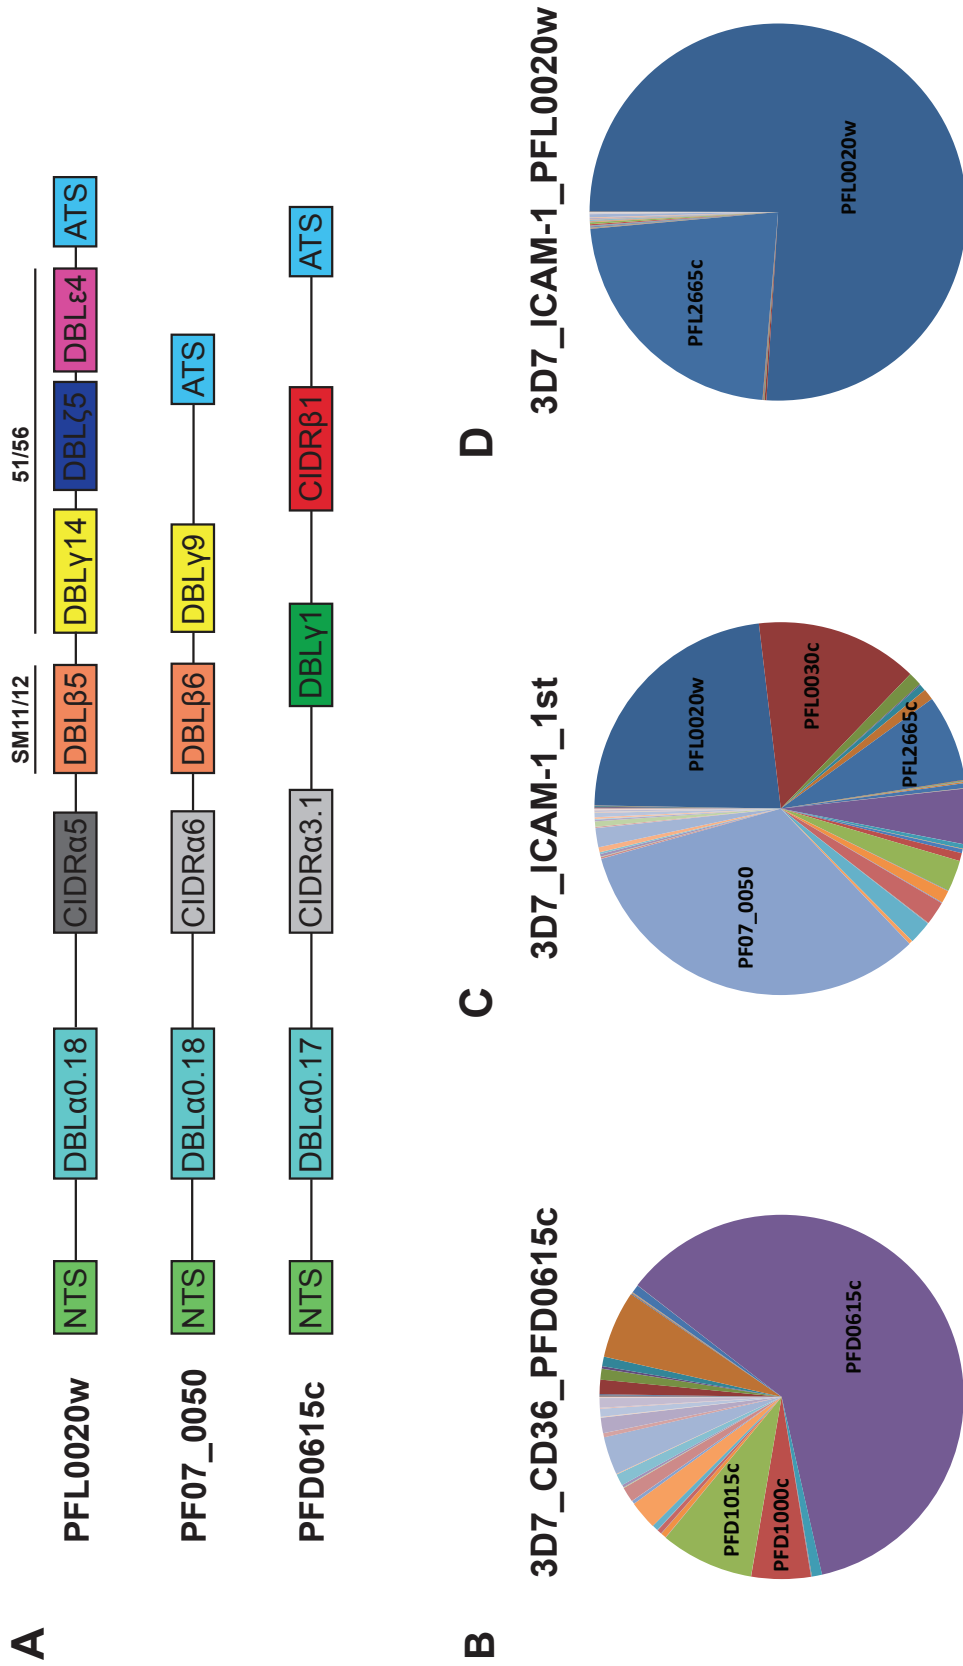 A
SM11/12
51/56
PFL0020w
NTS
DBLα0.18
CIDRα5
DBLβ5
DBLγ14
DBLζ5
DBLε4
ATS
PF07_0050
NTS
DBLα0.18
CIDRα6
DBLβ6
DBLγ9
ATS
PFD0615c
NTS
DBLα0.17
CIDRα3.1
DBLγ1
CIDRβ1
ATS
B
3D7_CD36_PFD0615c
PFD1015c
PFD1000c
PFD0615c
C
3D7_ICAM-1_1st
PFL0020w
PFL0030c
PFL2665c
PF07_0050
D
3D7_ICAM-1_PFL0020w
PFL2665c
PFL0020w